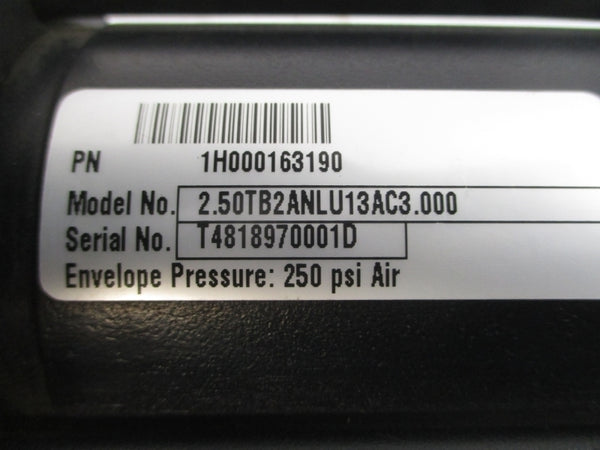 PN 1H000163190
Model No. 2.50TB2ANLU13AC3.000
Serial No. T4818970001D
Envelope Pressure: 250 psi Air